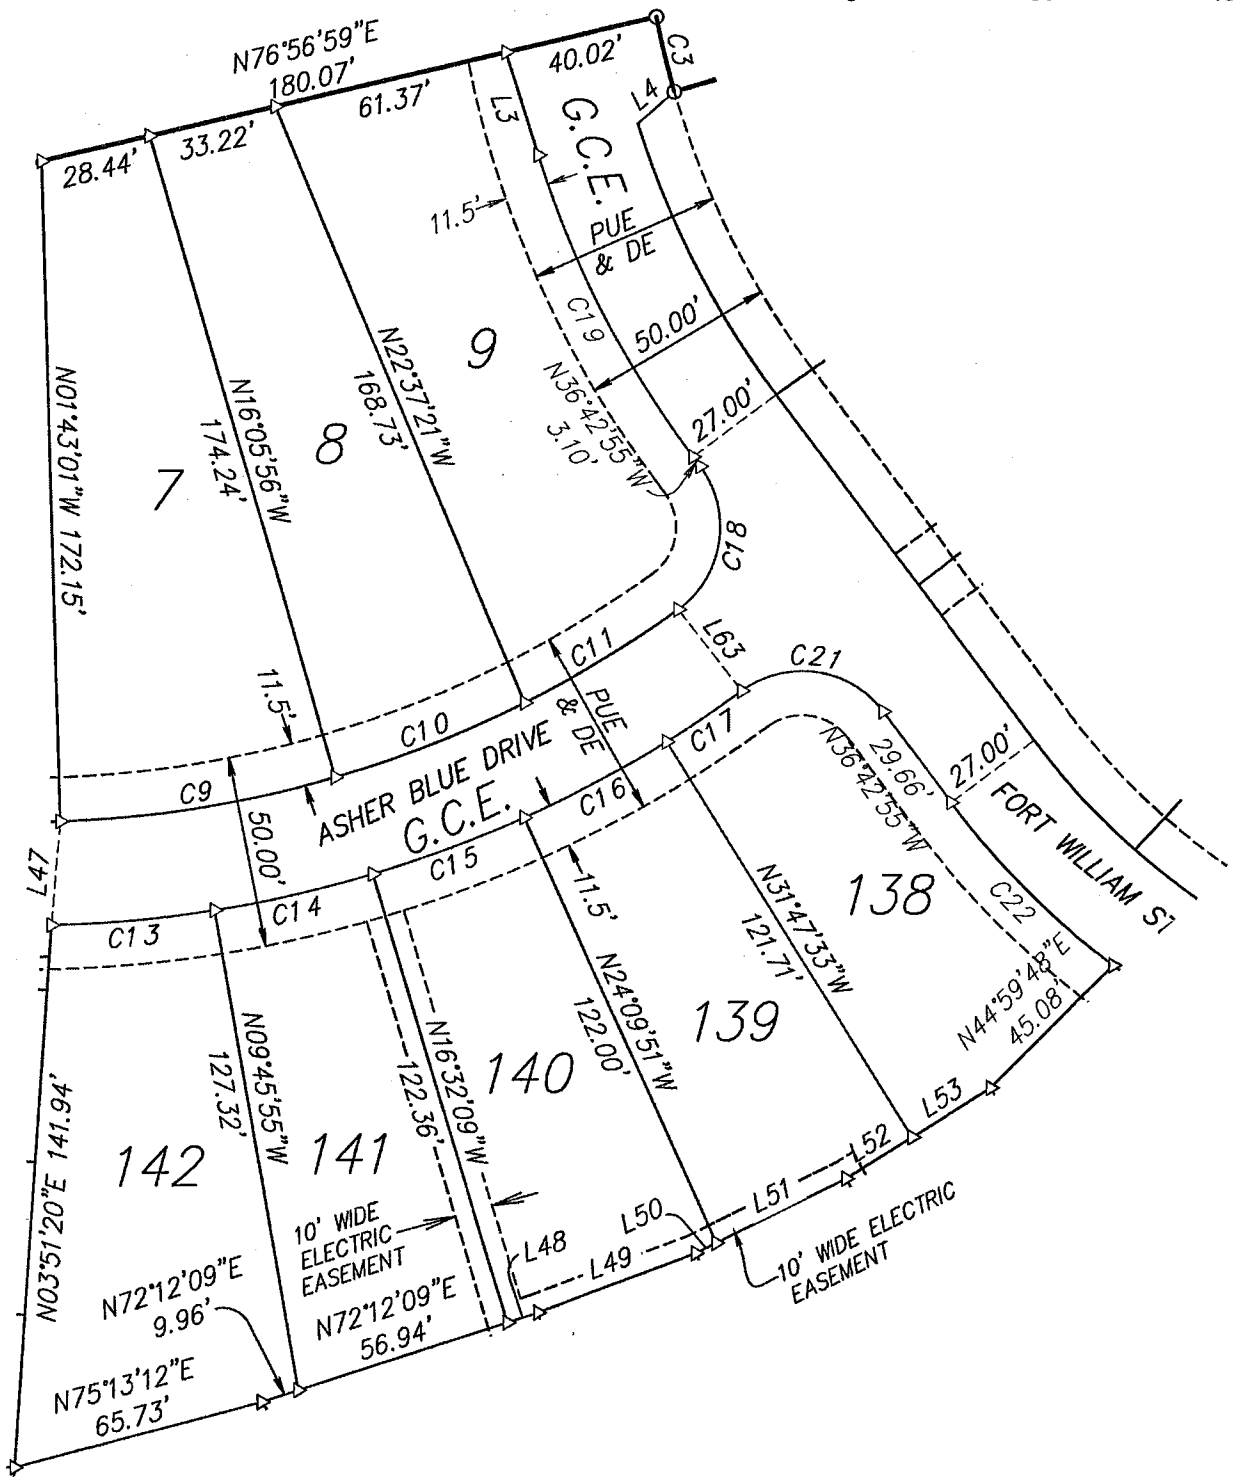 N76°56'59"E
180.07'
40.02'
C3
L4
61.37'
L3
33.22'
28.44'
G.C.E.
PUE
& DE
11.5'
C19
50.00'
N36°42'55"W
3.10'
27.00'
9
8
7
N22°37'21"W
168.73'
N16°05'56"W
174.24'
N01°43'01"W 172.15'
C18
L63
C21
C11
PUE
& DE
C17
11.5'
C10
ASHER BLUE DRIVE
G.C.E.
C9
50.00'
C16
C15
C14
C13
L47
29.66'
N36°42'55"W
27.00'
FORT WILLIAM ST
C22
138
N31°47'33"W
121.71'
N44°59'48"E
45.08'
11.5'
139
N24°09'51"W
122.00'
140
N16°32'09"W
122.36'
141
N09°45'55"W
127.32'
142
N03°51'20"E 141.94'
L53
L52
L51
L50
L49
L48
10' WIDE ELECTRIC
EASEMENT
10' WIDE
ELECTRIC
EASEMENT
N72°12'09"E
56.94'
N72°12'09"E
9.96'
N75°13'12"E
65.73'